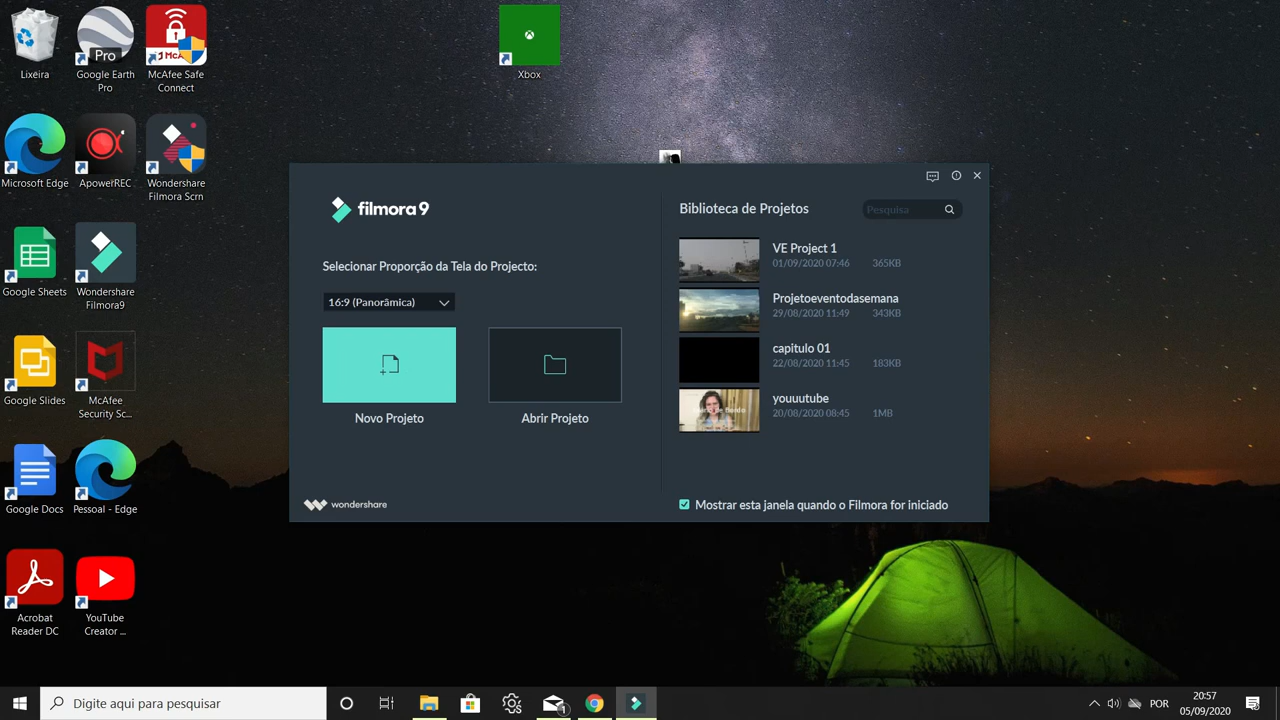 Lixeira
Google Earth
Pro
Pro
McAfee Safe
Connect
Xbox
Microsoft Edge
ApowerREC
Wondershare
Filmora Scrn
Google Sheets
Wondershare
Filmora9
Google Slides
McAfee
Security Sc...
Google Docs
Pessoal - Edge
Acrobat
Reader DC
YouTube
Creator ...
filmora 9
Selecionar Proporção da Tela do Projecto:
16:9 (Panorâmica)
Novo Projeto
Abrir Projeto
wondershare
Biblioteca de Projetos
Pesquisa
VE Project 1
01/09/2020 07:46 365KB
Projetoeventodasemana
29/08/2020 11:49 343KB
capitulo 01
22/08/2020 11:45 183KB
youuutube
20/08/2020 08:45 1MB
Mostrar esta janela quando o Filmora for iniciado
Digite aqui para pesquisar
1
POR
20:57
05/09/2020